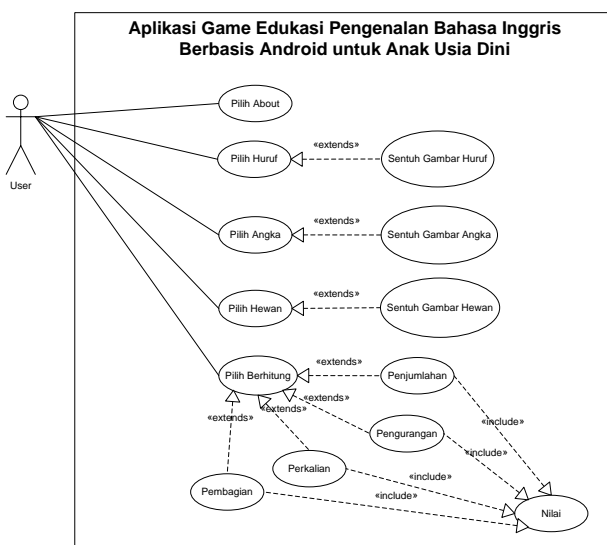 Aplikasi Game Edukasi Pengenalan Bahasa Inggris
Berbasis Android untuk Anak Usia Dini
Pilih About
User
Pilih Huruf
«extends»
Sentuh Gambar Huruf
Pilih Angka
«extends»
Sentuh Gambar Angka
Pilih Hewan
«extends»
Sentuh Gambar Hewan
Pilih Berhitung
«extends»
Penjumlahan
«extends»
«extends»
«extends»
Pengurangan
«include»
«include»
Perkalian
«include»
Pembagian
«include»
Nilai